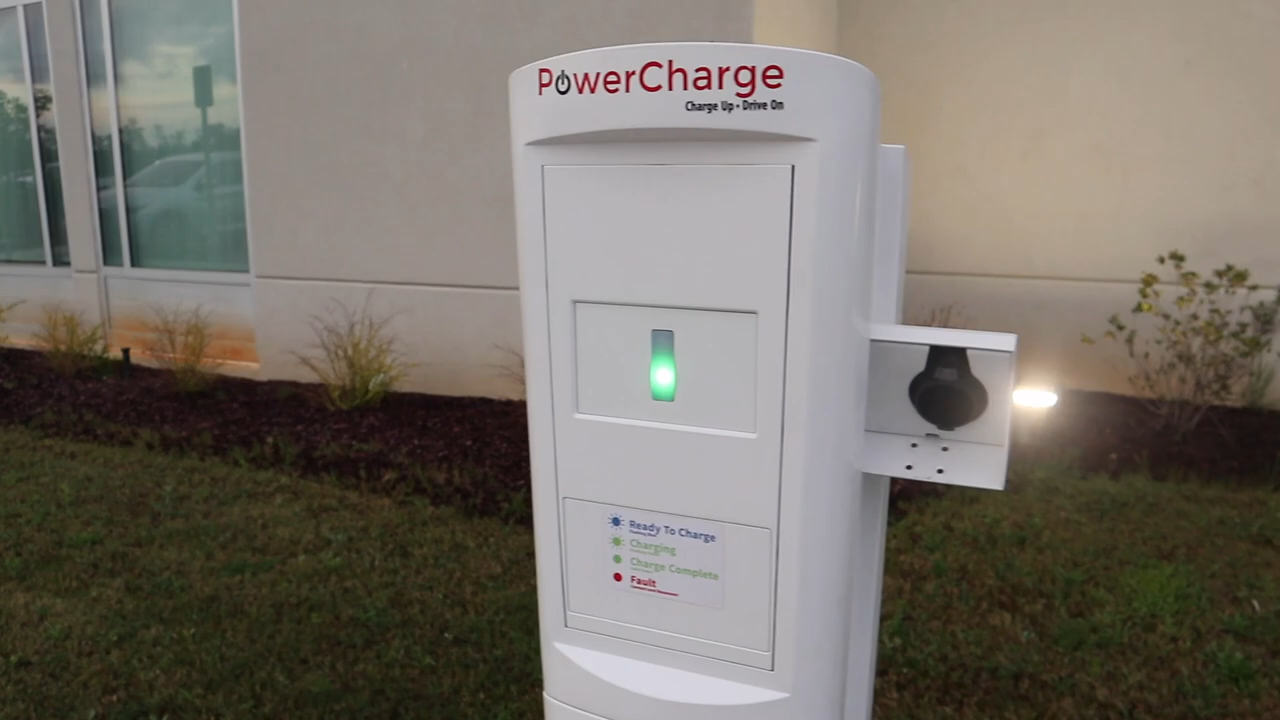 PowerCharge
Charge Up • Drive On
Ready To Charge
Charging
Charge Complete
Fault